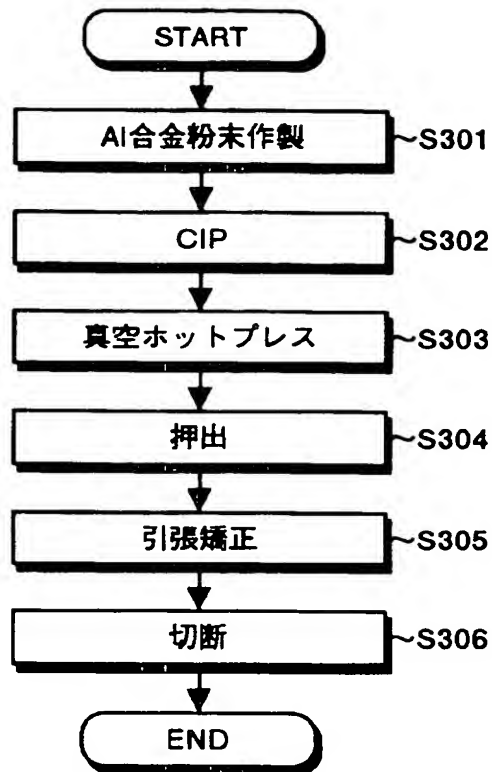 START
Al合金粉末作製 ~S301
CIP ~S302
真空ホットプレス ~S303
押出 ~S304
引張矯正 ~S305
切断 ~S306
END